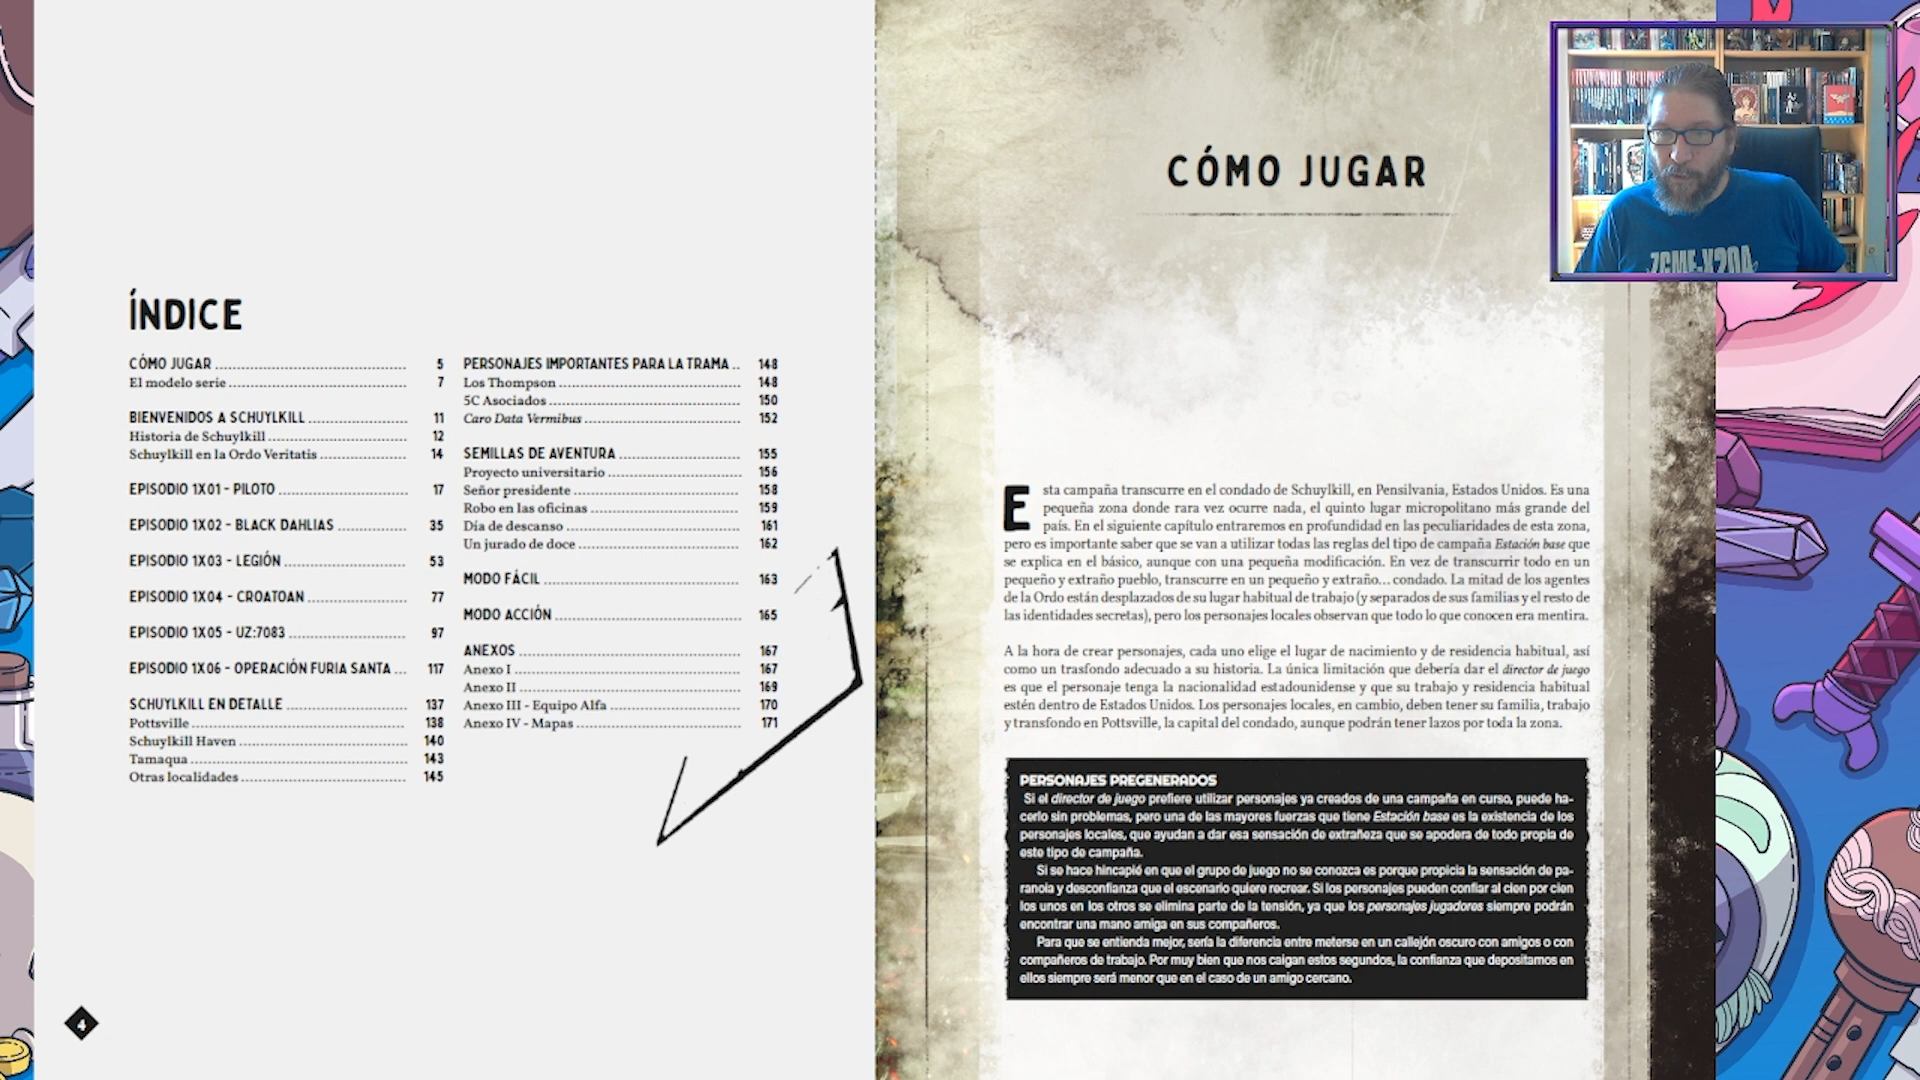 ÍNDICE
CÓMO JUGAR 5
El modelo serie 7
BIENVENIDOS A SCHUYLKILL 11
Historia de Schuylkill 12
Schuylkill en la Ordo Veritatis 14
EPISODIO 1X01 - PILOTO 17
EPISODIO 1X02 - BLACK DAHLIAS 35
EPISODIO 1X03 - LEGIÓN 53
EPISODIO 1X04 - CROATOAN 77
EPISODIO 1X05 - UZ:7083 97
EPISODIO 1X06 - OPERACIÓN FURIA SANTA 117
SCHUYLKILL EN DETALLE 137
Pottsville 138
Schuylkill Haven 140
Tamaqua 143
Otras localidades 145
PERSONAJES IMPORTANTES PARA LA TRAMA 148
Los Thompson 148
5C Asociados 150
Caro Data Vermibus 152
SEMILLAS DE AVENTURA 155
Proyecto universitario 156
Señor presidente 158
Robo en las oficinas 159
Día de descanso 161
Un jurado de doce 162
MODO FÁCIL 163
MODO ACCIÓN 165
ANEXOS 167
Anexo I 167
Anexo II 169
Anexo III - Equipo Alfa 170
Anexo IV - Mapas 171
4
CÓMO JUGAR
Esta campaña transcurre en el condado de Schuylkill, en Pensilvania, Estados Unidos. Es una
pequeña zona donde rara vez ocurre nada, el quinto lugar micropolitano más grande del
país. En el siguiente capítulo entraremos en profundidad en las peculiaridades de esta zona,
pero es importante saber que se van a utilizar todas las reglas del tipo de campaña Estación base que
se explica en el básico, aunque con una pequeña modificación. En vez de transcurrir todo en un
pequeño y extraño pueblo, transcurre en un pequeño y extraño... condado. La mitad de los agentes
de la Ordo están desplazados de su lugar habitual de trabajo (y separados de sus familias y el resto de
las identidades secretas), pero los personajes locales observan que todo lo que conocen era mentira.
A la hora de crear personajes, cada uno elige el lugar de nacimiento y de residencia habitual, así
como un trasfondo adecuado a su historia. La única limitación que debería dar el director de juego
es que el personaje tenga la nacionalidad estadounidense y que su trabajo y residencia habitual
estén dentro de Estados Unidos. Los personajes locales, en cambio, deben tener su familia, trabajo
y transfondo en Pottsville, la capital del condado, aunque podrán tener lazos por toda la zona.
PERSONAJES PREGENERADOS
Si el director de juego prefiere utilizar personajes ya creados de una campaña en curso, puede ha-
cerlo sin problemas, pero una de las mayores fuerzas que tiene Estación base es la existencia de los
personajes locales, que ayudan a dar esa sensación de extrañeza que se apodera de todo propia de
este tipo de campaña.
Si se hace hincapié en que el grupo de juego no se conozca es porque propicia la sensación de pa-
ranoia y desconfianza que el escenario quiere recrear. Si los personajes pueden confiar al cien por cien
los unos en los otros se elimina parte de la tensión, ya que los personajes jugadores siempre podrán
encontrar una mano amiga en sus compañeros.
Para que se entienda mejor, sería la diferencia entre meterse en un callejón oscuro con amigos o con
compañeros de trabajo. Por muy bien que nos caigan estos segundos, la confianza que depositamos en
ellos siempre será menor que en el caso de un amigo cercano.